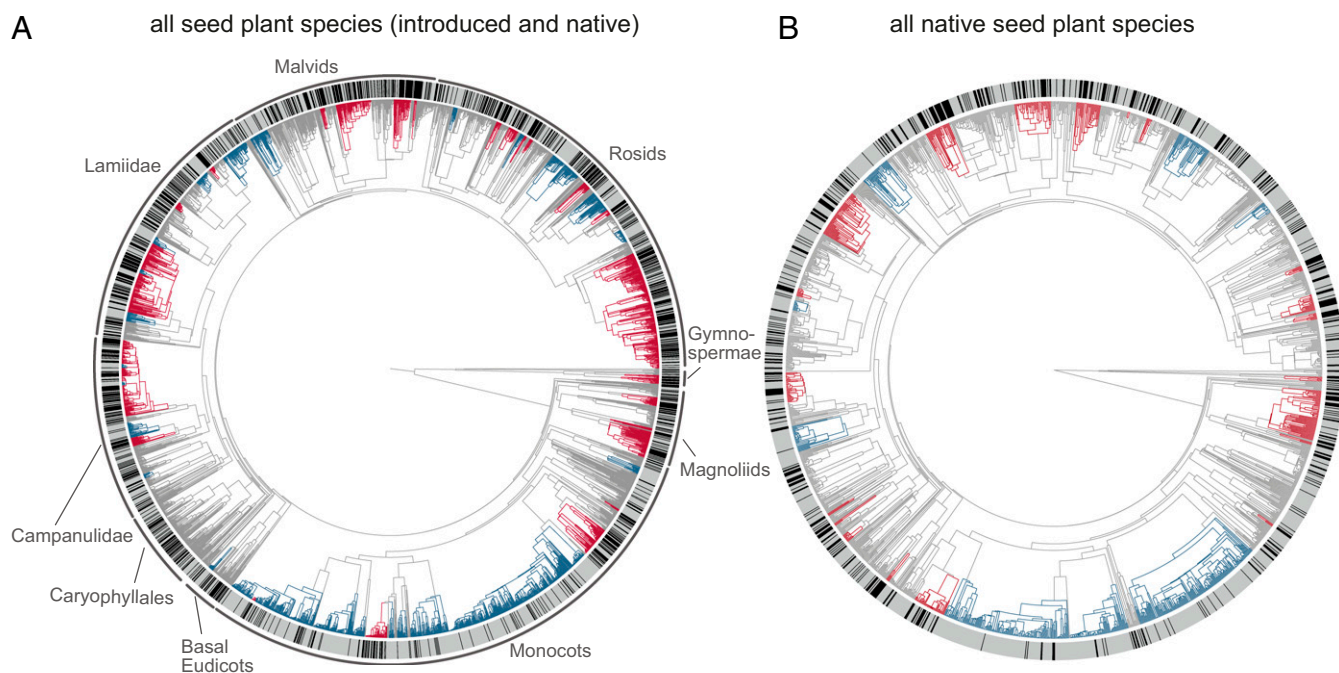 A
all seed plant species (introduced and native)
B
all native seed plant species
Malvids
Lamiidae
Rosids
Gymno-
spermae
Magnoliids
Campanulidae
Caryophyllales
Basal
Eudicots
Monocots